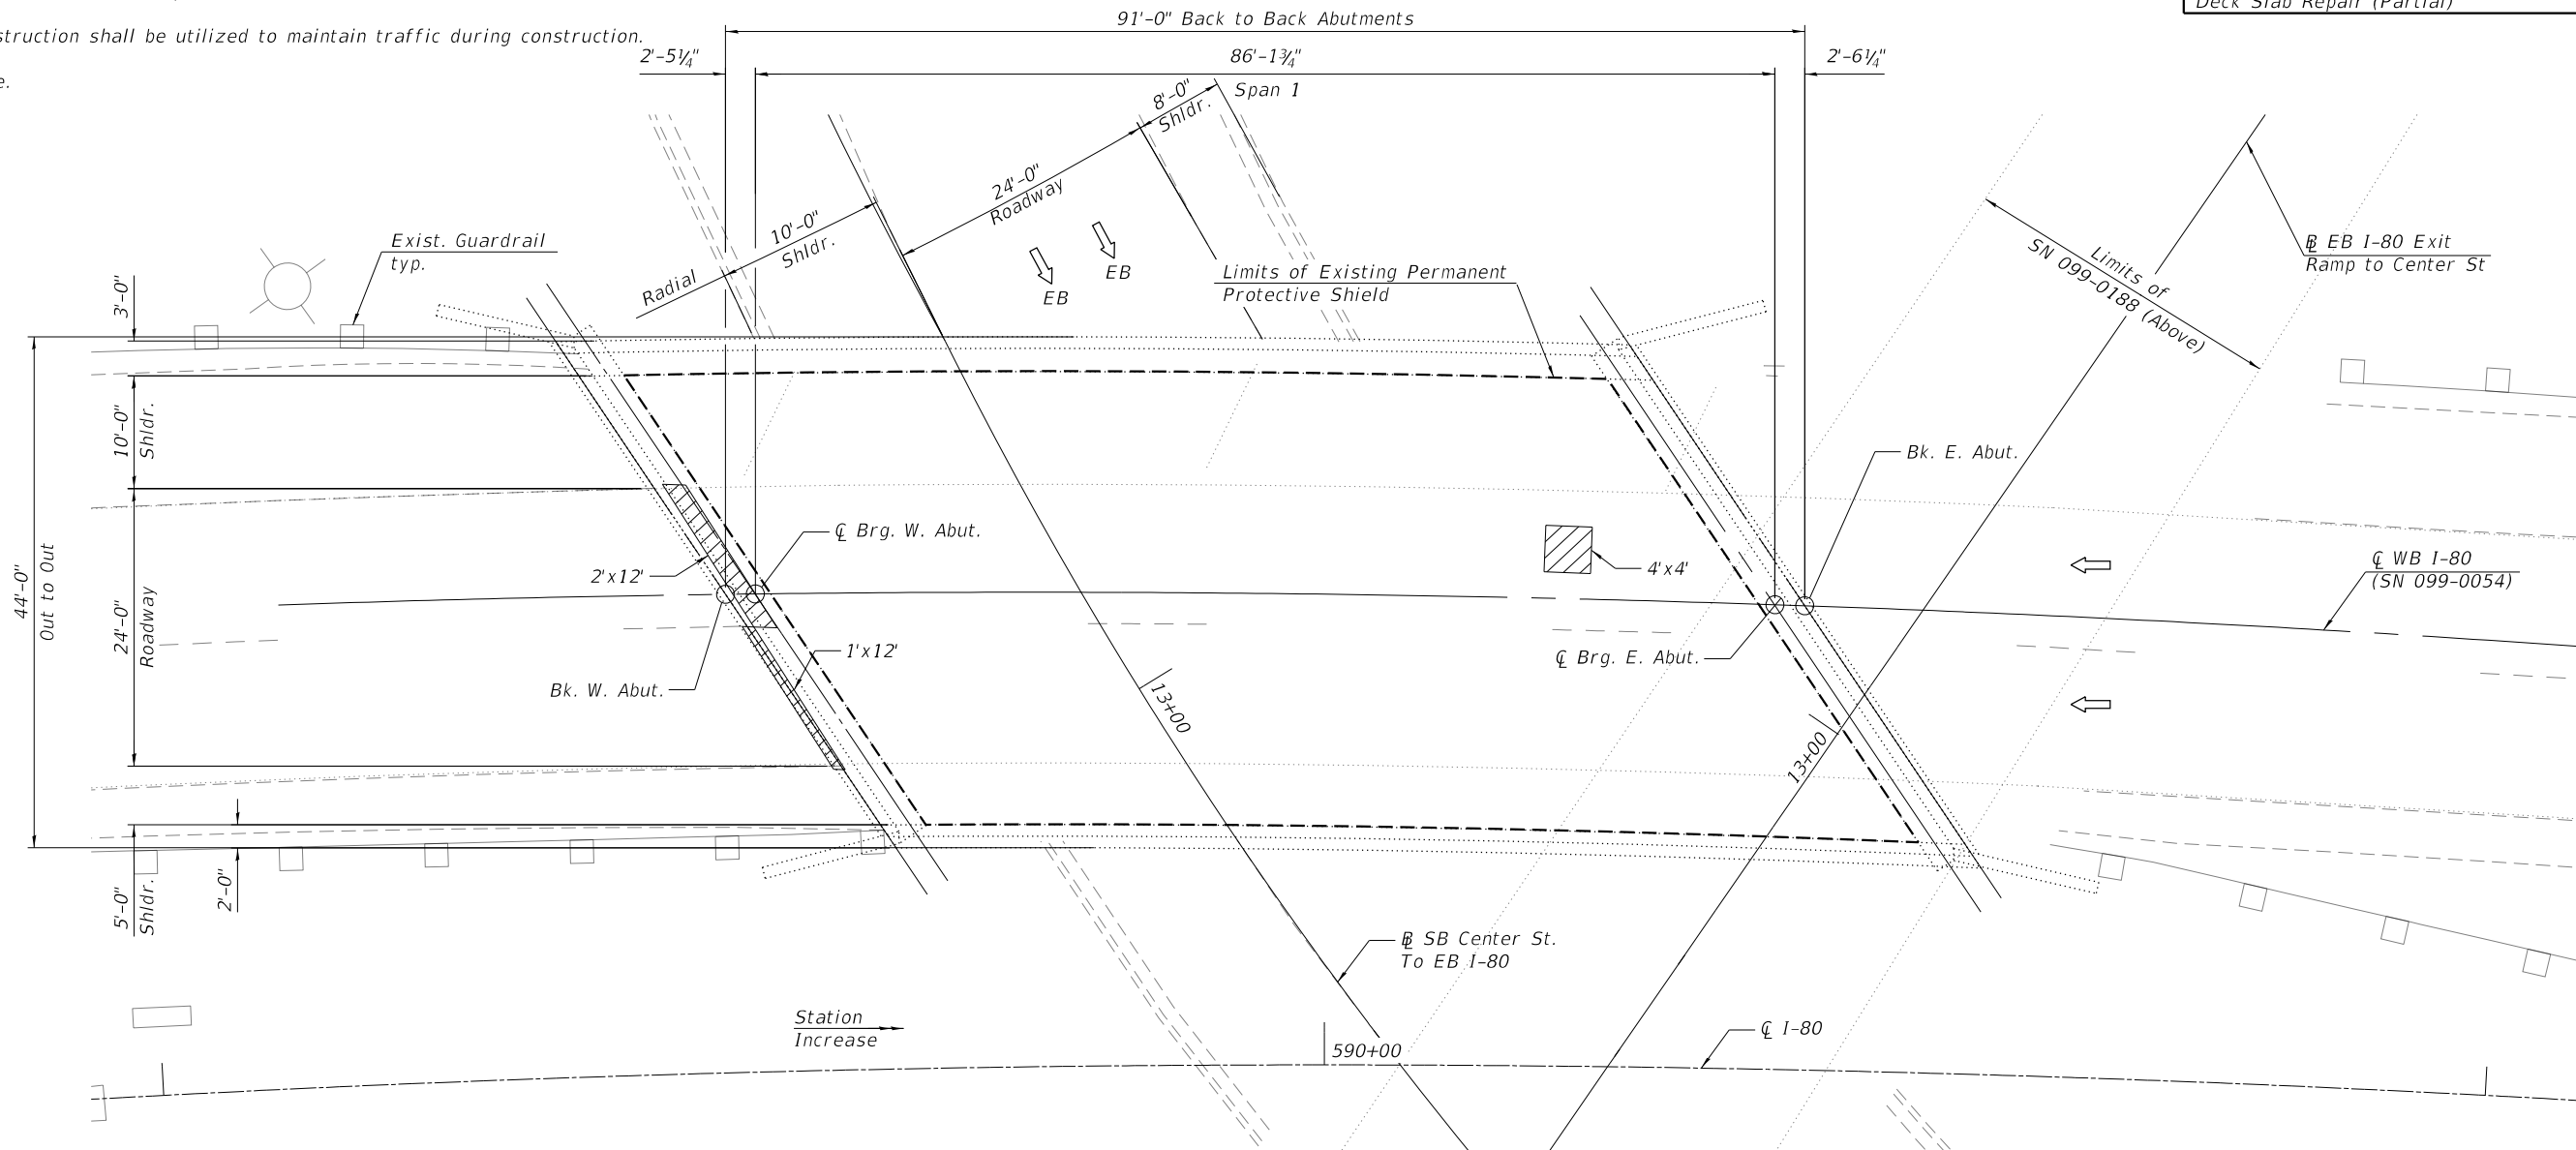 Deck Slab Repair (Partial)
struction shall be utilized to maintain traffic during construction.
e.
91'-0" Back to Back Abutments
2'-5¼"
86'-1¾"
2'-6¼"
Span 1
8'-0"
Shldr.
24'-0"
Roadway
10'-0"
Shldr.
Radial
EB
EB
Exist. Guardrail
typ.
Limits of Existing Permanent
Protective Shield
Limits of
SN 099-0188 (Above)
℄ EB I-80 Exit
Ramp to Center St
3'-0"
10'-0"
Shldr.
44'-0"
Out to Out
24'-0"
Roadway
5'-0"
Shldr.
2'-0"
℄ Brg. W. Abut.
2'x12'
1'x12'
Bk. W. Abut.
4'x4'
Bk. E. Abut.
℄ Brg. E. Abut.
℄ WB I-80
(SN 099-0054)
13+00
13+00
℄ SB Center St.
To EB I-80
Station
Increase
590+00
℄ I-80